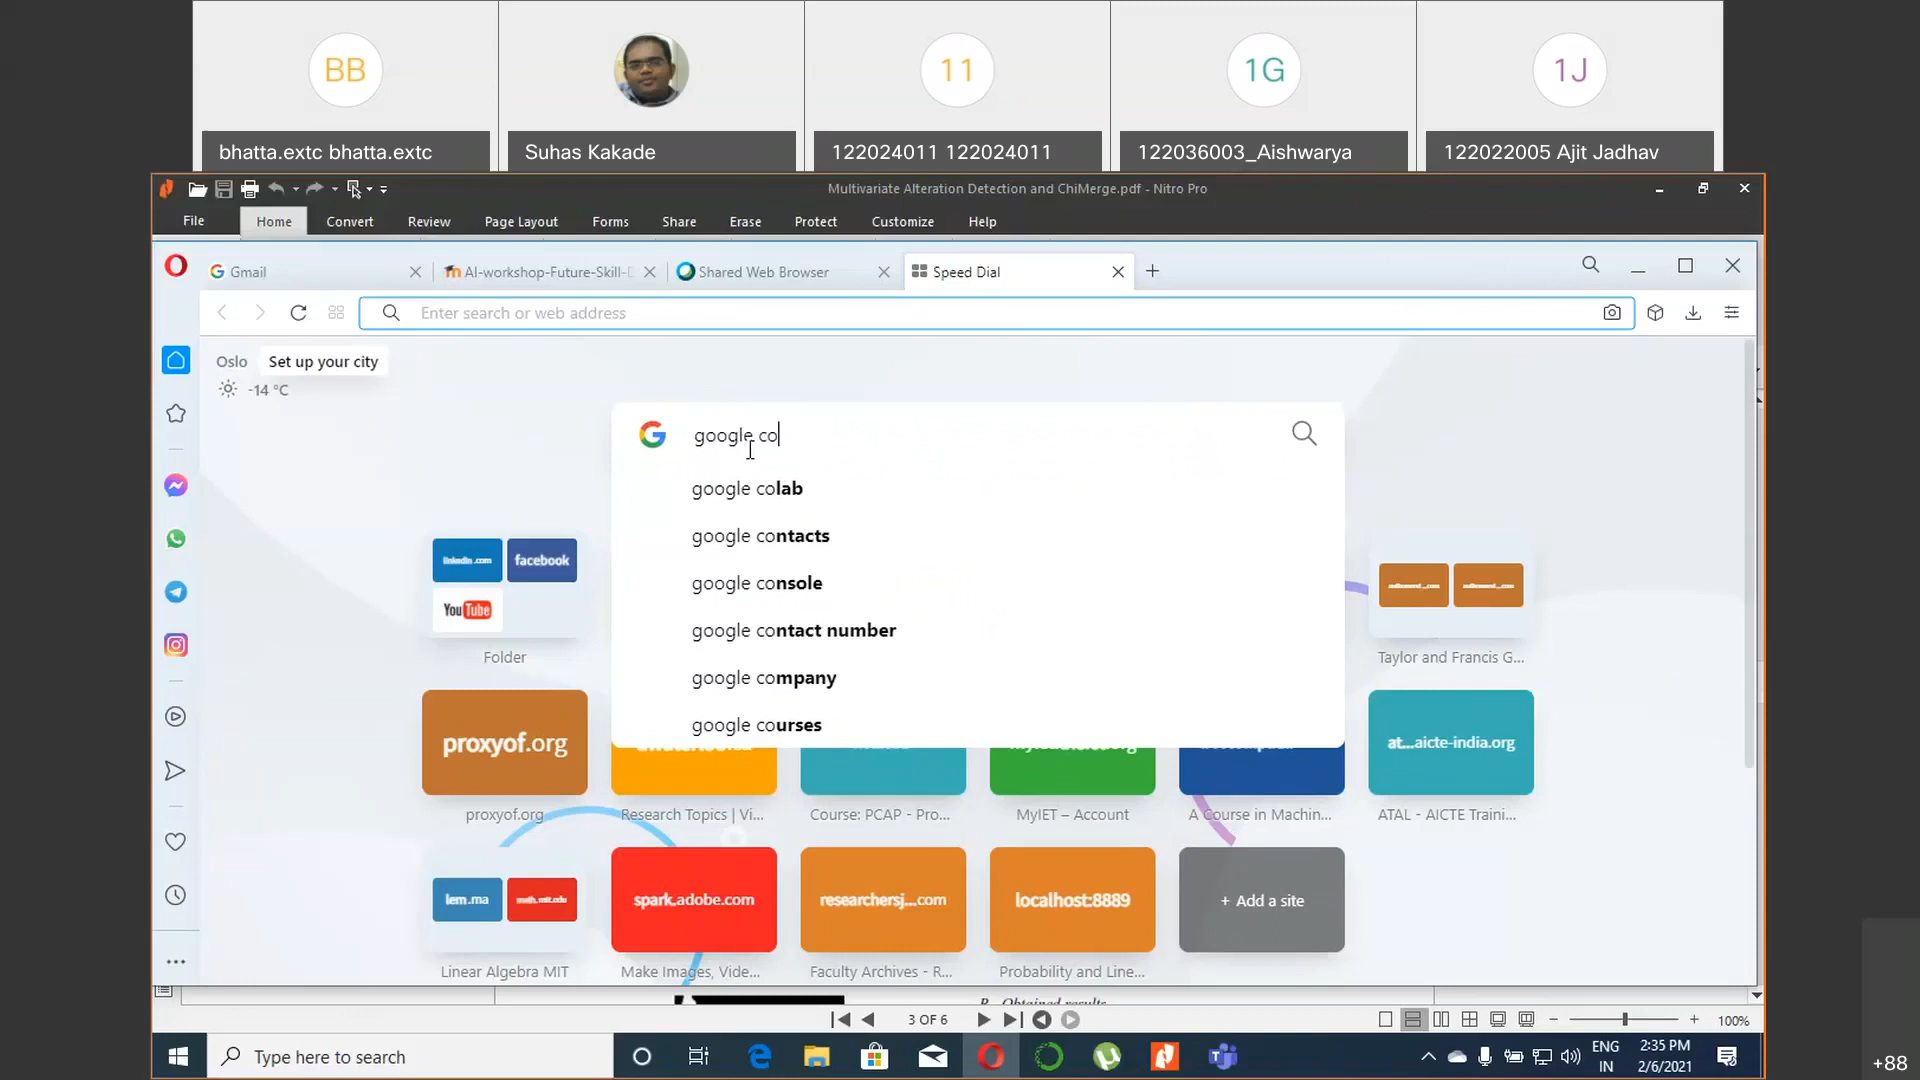 BB
11
1G
1J
bhatta.extc bhatta.extc
Suhas Kakade
122024011 122024011
122036003_Aishwarya
122022005 Ajit Jadhav
Multivariate Alteration Detection and ChiMerge.pdf - Nitro Pro
File
Home
Convert
Review
Page Layout
Forms
Share
Erase
Protect
Customize
Help
Gmail
AI-workshop-Future-Skill-D
Shared Web Browser
Speed Dial
Enter search or web address
Oslo
Set up your city
-14 °C
google co
google colab
google contacts
google console
google contact number
google company
google courses
linkedin.com
facebook
YouTube
Folder
Taylor and Francis G...
proxyof.org
at...aicte-india.org
proxyof.org
Research Topics | Vi...
Course: PCAP - Pro...
MyIET – Account
A Course in Machin...
ATAL - AICTE Traini...
lem.ma
math.mit.edu
spark.adobe.com
researchersj....com
localhost:8889
+ Add a site
Linear Algebra MIT
Make Images, Vide...
Faculty Archives - R...
Probability and Line...
B. Obtained results
3 OF 6
100%
Type here to search
ENG
IN
2:35 PM
2/6/2021
+88